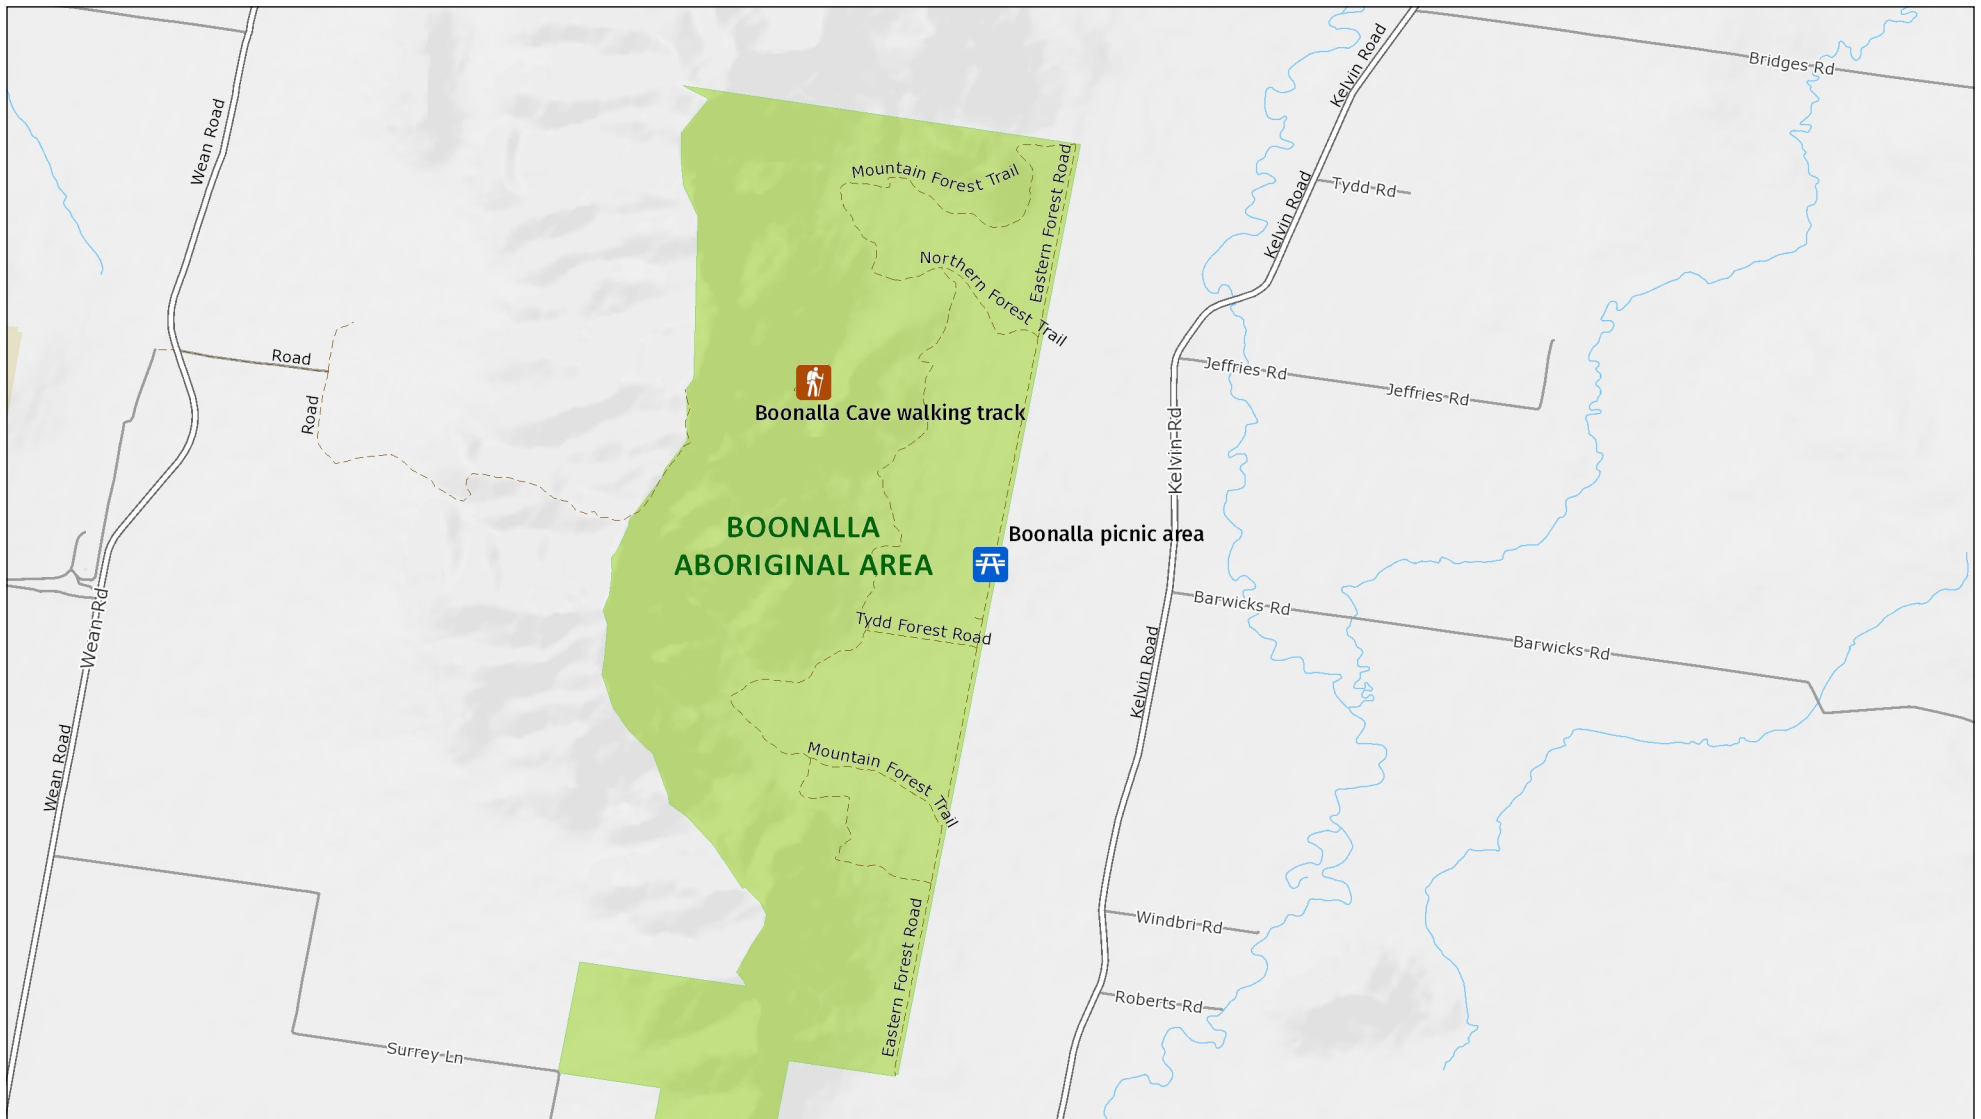 Kelvin Road
Bridges Rd
Wean Road
Mountain Forest Trail
Eastern Forest Road
Tydd Rd
Kelvin Road
Northern Forest Trail
Road
Jeffries Rd
Jeffries Rd
Road
Boonalla Cave walking track
Kelvin Rd
BOONALLA
ABORIGINAL AREA
Boonalla picnic area
Wean Rd
Barwicks Rd
Tydd Forest Road
Barwicks Rd
Kelvin Road
Wean Road
Mountain Forest Trail
Windbri Rd
Eastern Forest Road
Roberts Rd
Surrey Ln